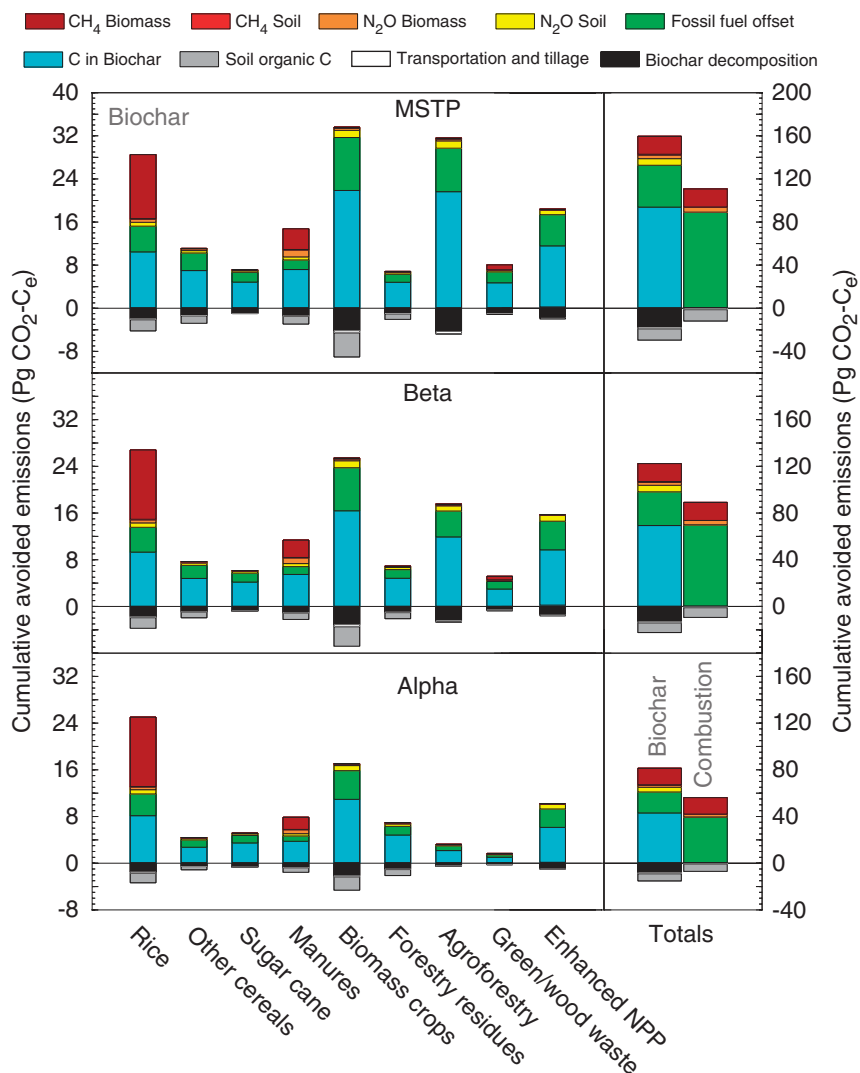 CH4 Biomass CH4 Soil N2O Biomass N2O Soil Fossil fuel offset
C in Biochar Soil organic C Transportation and tillage Biochar decomposition
Cumulative avoided emissions (Pg CO2-Ce)
40
32
24
16
8
0
-8
Biochar
MSTP
200
160
120
80
40
0
-40
32
24
16
8
0
Beta
160
120
80
40
0
32
24
16
8
0
-8
Alpha
Biochar
Combustion
160
120
80
40
0
-40
Cumulative avoided emissions (Pg CO2-Ce)
Rice
Other cereals
Sugar cane
Manures
Biomass crops
Forestry residues
Agroforestry
Green/wood waste
Enhanced NPP
Totals